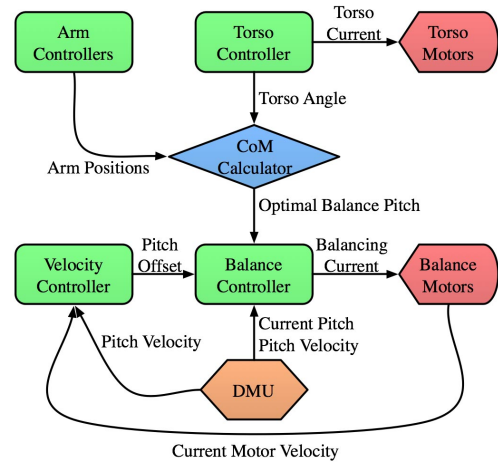 Arm
Controllers
Torso
Controller
Torso
Current
Torso
Motors
Torso Angle
Arm Positions
CoM
Calculator
Optimal Balance Pitch
Velocity
Controller
Pitch
Offset
Balance
Controller
Balancing
Current
Balance
Motors
Pitch Velocity
Current Pitch
Pitch Velocity
DMU
Current Motor Velocity